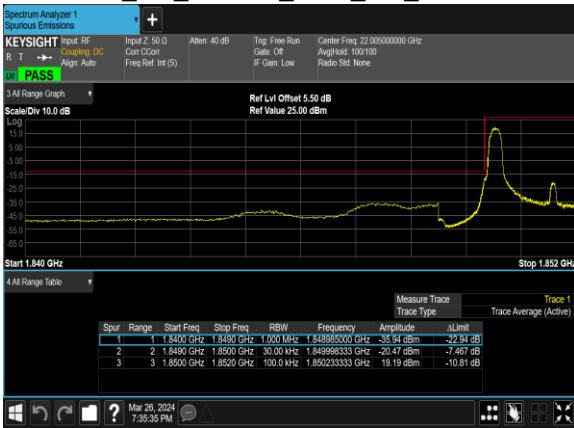 Spectrum Analyzer 1
Spurious Emissions
+
KEYSIGHT Input: RF Input Z: 50 Ω Atten: 40 dB Trig: Free Run Center Freq: 22.005000000 GHz
R T Coupling: DC Corr CCorr Gate: Off Avg|Hold: 100/100
Align: Auto Freq Ref: Int (S) IF Gain: Low Radio Std: None
PASS
3 All Range Graph
Ref Lvl Offset 5.50 dB
Scale/Div 10.0 dB Ref Value 25.00 dBm
Log
15.0
5.00
-5.00
-15.0
-25.0
-35.0
-45.0
-55.0
-65.0
Start 1.840 GHz Stop 1.852 GHz
4 All Range Table
Measure Trace Trace 1
Trace Type Trace Average (Active)
Spur Range Start Freq Stop Freq RBW Frequency Amplitude ΔLimit
1 1 1.8400 GHz 1.8490 GHz 1.000 MHz 1.848985000 GHz -35.94 dBm -22.94 dB
2 2 1.8490 GHz 1.8500 GHz 30.00 kHz 1.849998333 GHz -20.47 dBm -7.467 dB
3 3 1.8500 GHz 1.8520 GHz 100.0 kHz 1.850233333 GHz 19.19 dBm -10.81 dB
?
Mar 26, 2024
7:35:35 PM